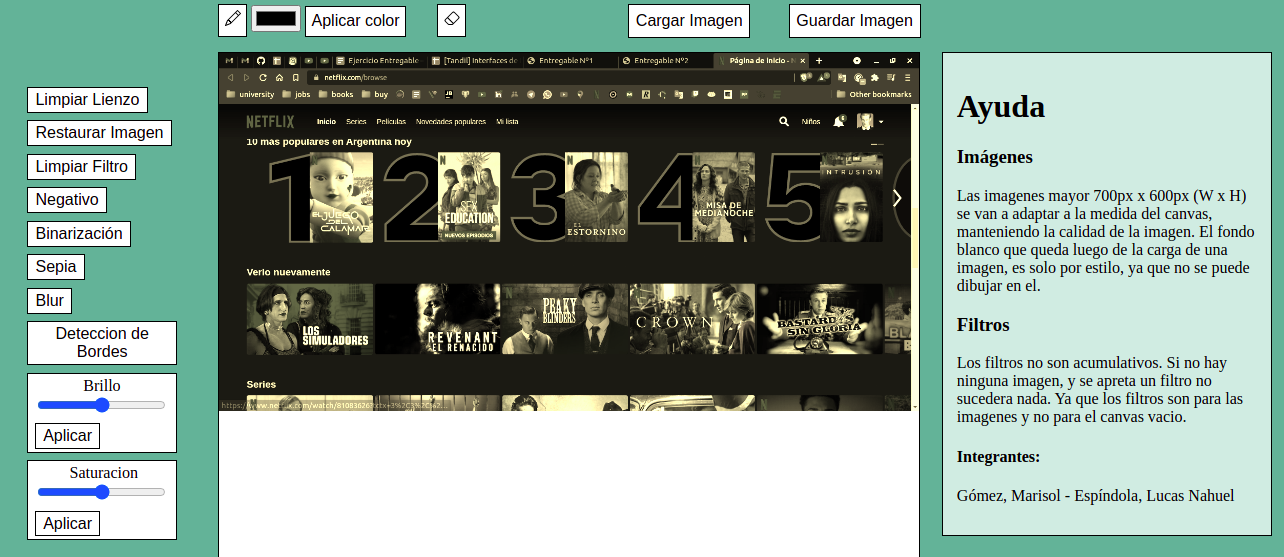 Aplicar color
Cargar Imagen
Guardar Imagen
Limpiar Lienzo
Restaurar Imagen
Limpiar Filtro
Negativo
Binarización
Sepia
Blur
Deteccion de
Bordes
Brillo
Aplicar
Saturacion
Aplicar
Ejercicio Entregable
[Tandil] Interfaces de
Entregable N°1
Entregable N°2
Página de inicio - N
netflix.com/browse
university
jobs
books
buy
Other bookmarks
NETFLIX
Inicio
Series
Películas
Novedades populares
Mi lista
Niños
10 más populares en Argentina hoy
1 2 3 4 5
EL JUEGO
DEL
CALAMAR
SEX
EDUCATION
NUEVOS EPISODIOS
EL
ESTORNINO
MISA DE
MEDIANOCHE
INTRUSION
Verlo nuevamente
LOS
SIMULADORES
REVENANT
EL RENACIDO
PEAKY
BLINDERS
CROWN
BASTARDOS
SIN GLORIA
Series
Ayuda
Imágenes
Las imagenes mayor 700px x 600px (W x H)
se van a adaptar a la medida del canvas,
manteniendo la calidad de la imagen. El fondo
blanco que queda luego de la carga de una
imagen, es solo por estilo, ya que no se puede
dibujar en el.
Filtros
Los filtros no son acumulativos. Si no hay
ninguna imagen, y se apreta un filtro no
sucedera nada. Ya que los filtros son para las
imagenes y no para el canvas vacio.
Integrantes:
Gómez, Marisol - Espíndola, Lucas Nahuel